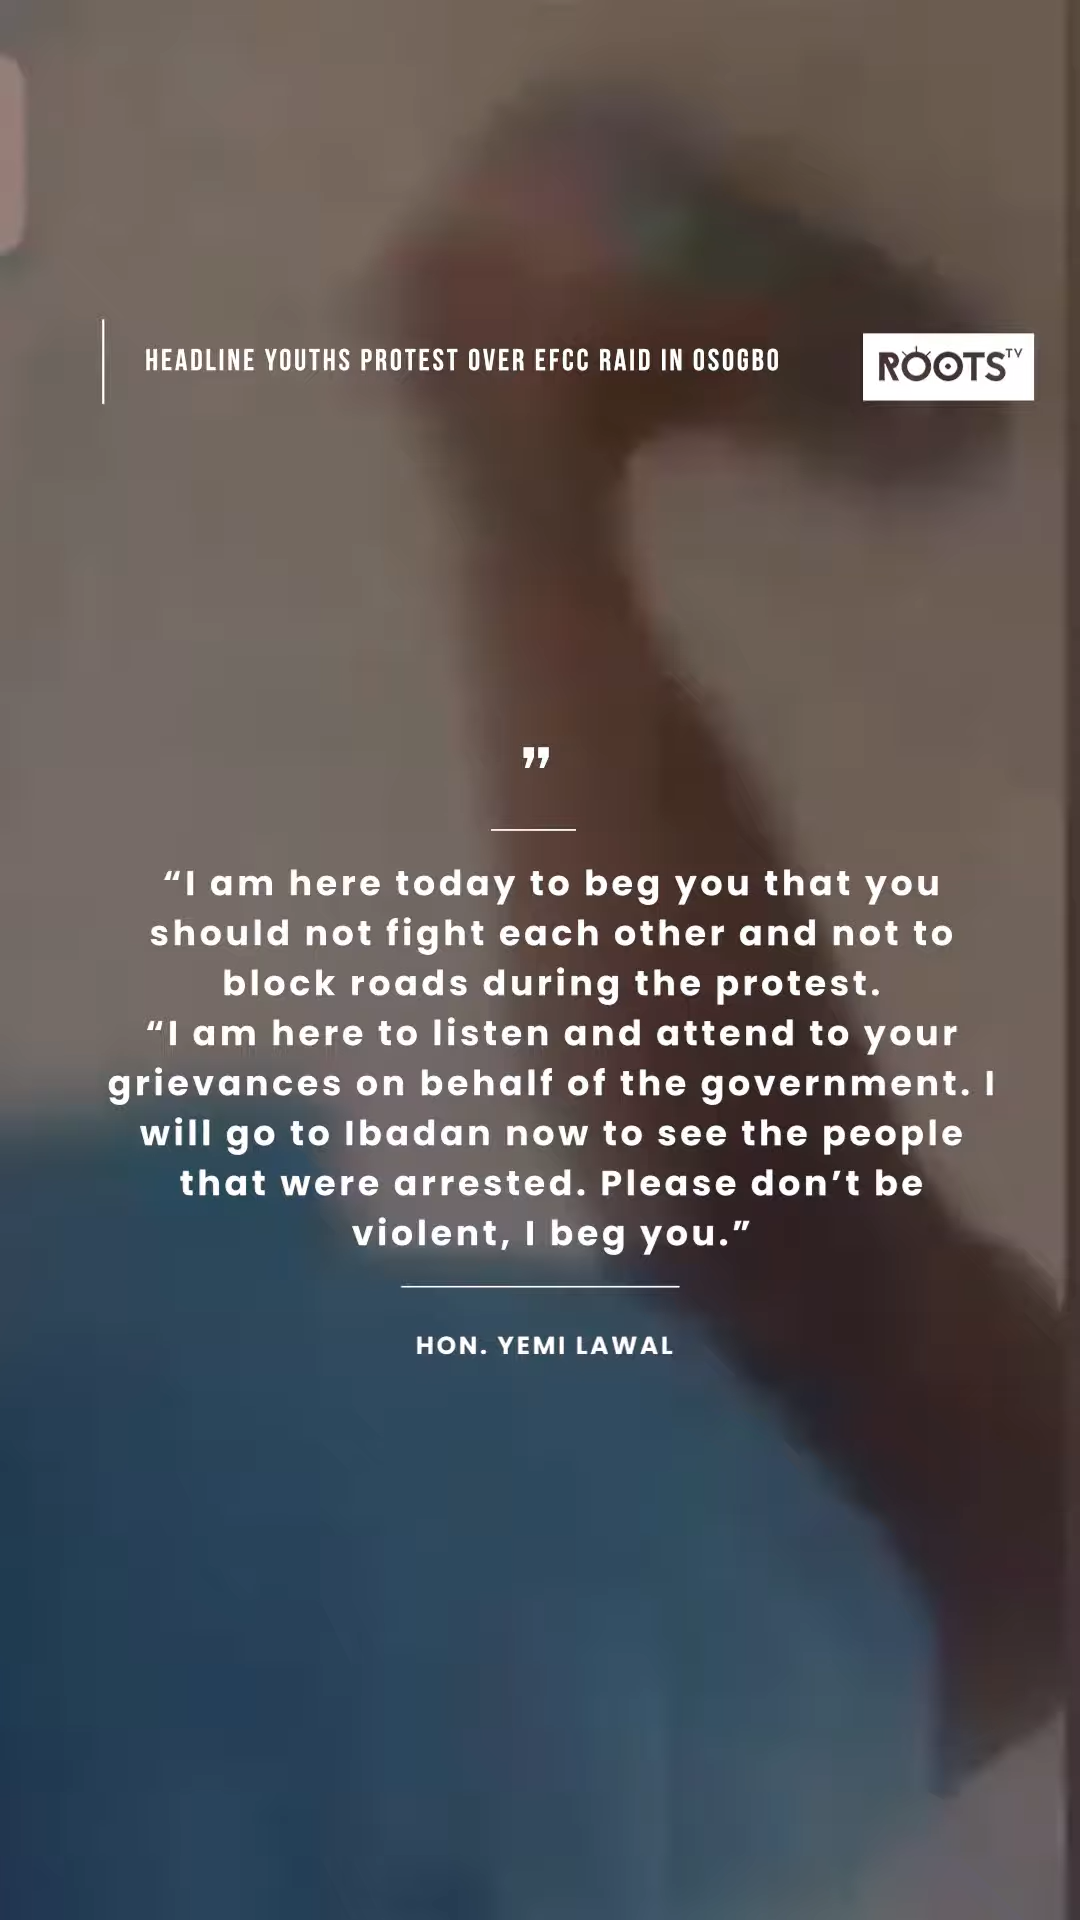 HEADLINE YOUTHS PROTEST OVER EFCC RAID IN OSOGBO
ROOTS TV
”
“I am here today to beg you that you
should not fight each other and not to
block roads during the protest.
“I am here to listen and attend to your
grievances on behalf of the government. I
will go to Ibadan now to see the people
that were arrested. Please don’t be
violent, I beg you.”
HON. YEMI LAWAL